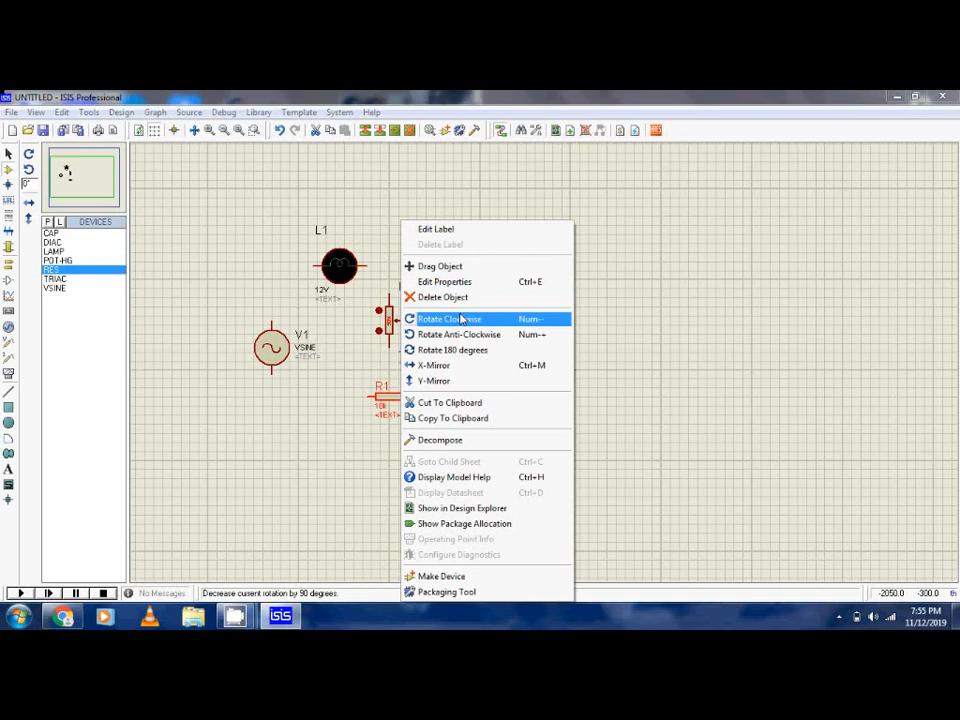 UNTITLED - ISIS Professional
File View Edit Tools Design Graph Source Debug Library Template System Help
0°
P L DEVICES
CAP
DIAC
LAMP
POT-HG
RES
TRIAC
VSINE
L1
12V
<TEXT>
V1
VSINE
<TEXT>
50%
R1
10k
<TEXT>
Edit Label
Delete Label
Drag Object
Edit Properties Ctrl+E
Delete Object
Rotate Clockwise Num--
Rotate Anti-Clockwise Num-+
Rotate 180 degrees
X-Mirror Ctrl+M
Y-Mirror
Cut To Clipboard
Copy To Clipboard
Decompose
Goto Child Sheet Ctrl+C
Display Model Help Ctrl+H
Display Datasheet Ctrl+D
Show in Design Explorer
Show Package Allocation
Operating Point Info
Configure Diagnostics
Make Device
Packaging Tool
No Messages
Decrease current rotation by 90 degrees.
-2050.0 -300.0 th
isis
7:55 PM
11/12/2019